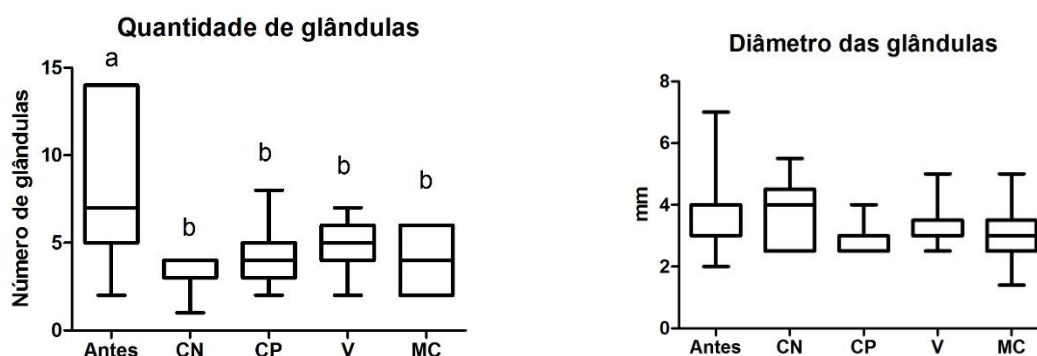 Quantidade de glândulas
a
b
b
b
b
Número de glândulas
15
10
5
0
Antes CN CP V MC
Diâmetro das glândulas
mm
8
6
4
2
0
Antes CN CP V MC